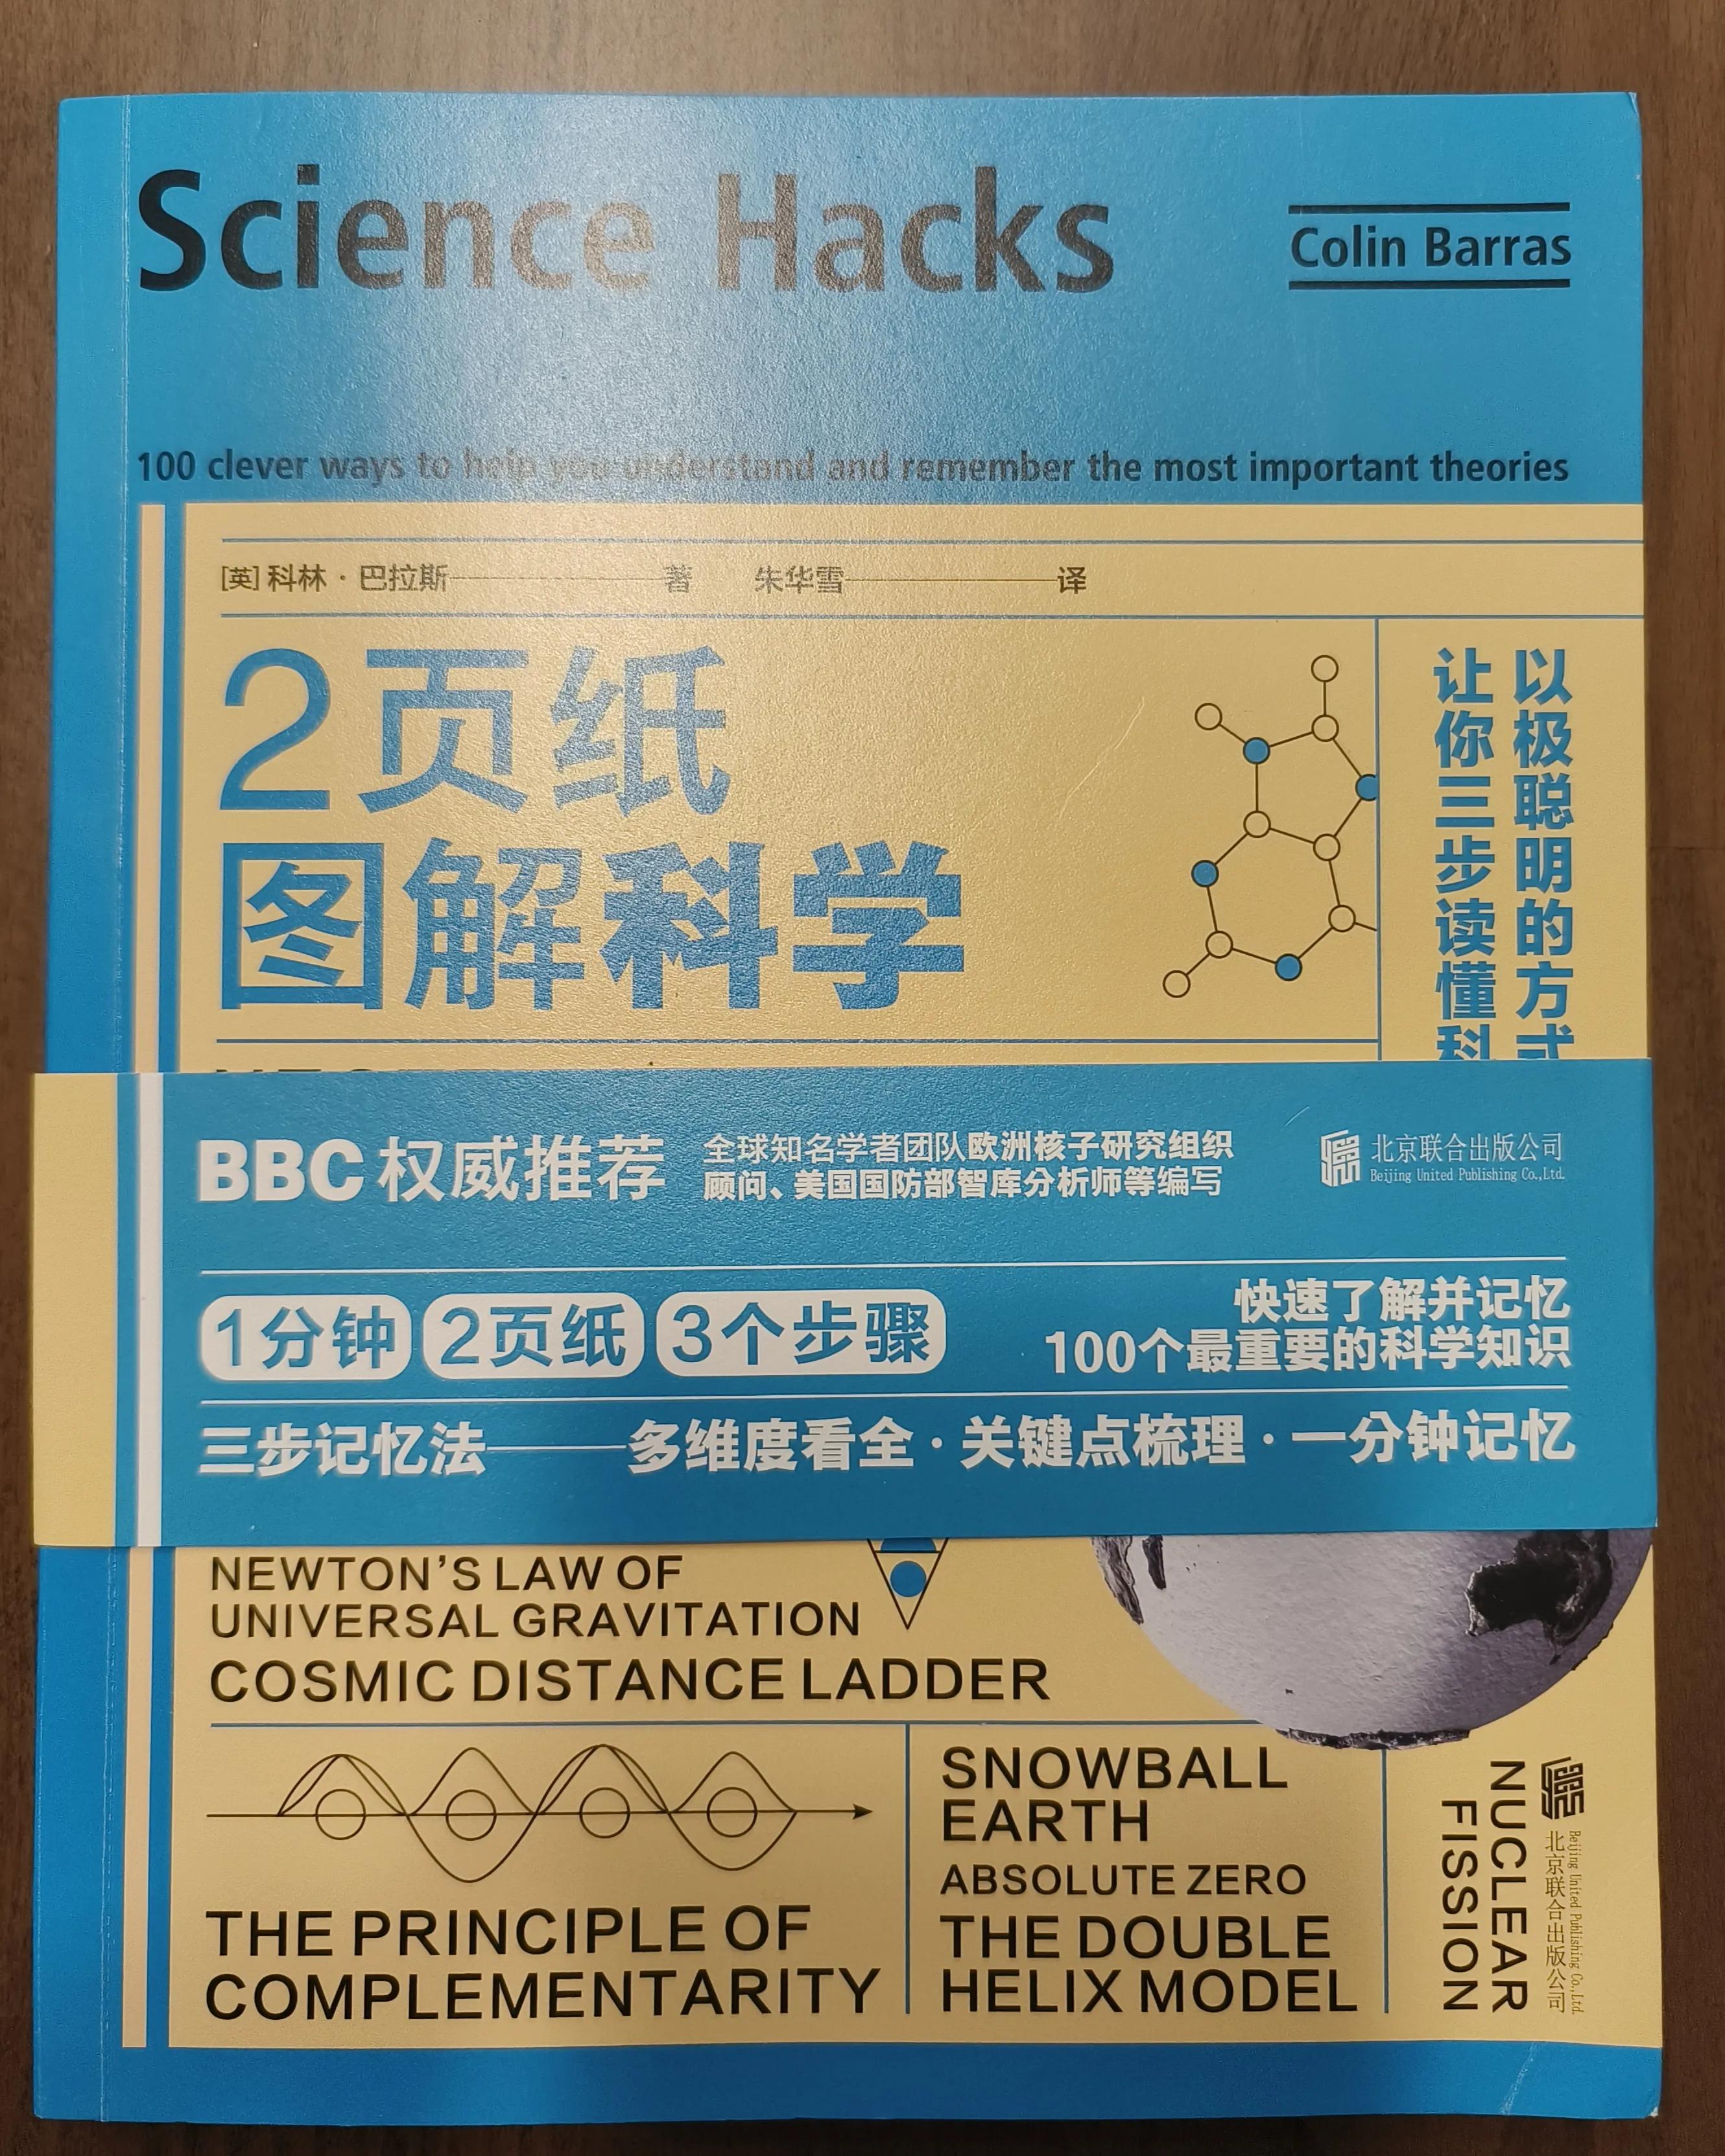 Science Hacks
Colin Barras
100 clever ways to help you understand and remember the most important theories
[英]科林·巴拉斯————著 朱华雪————译
2页纸
图解科学
以极聪明的方式
让你三步读懂科
BBC权威推荐
全球知名学者团队欧洲核子研究组织
顾问、美国国防部智库分析师等编写
北京联合出版公司
Beijing United Publishing Co.,Ltd.
1分钟 2页纸 3个步骤
快速了解并记忆
100个最重要的科学知识
三步记忆法——多维度看全·关键点梳理·一分钟记忆
NEWTON'S LAW OF
UNIVERSAL GRAVITATION
COSMIC DISTANCE LADDER
THE PRINCIPLE OF
COMPLEMENTARITY
SNOWBALL
EARTH
ABSOLUTE ZERO
THE DOUBLE
HELIX MODEL
NUCLEAR
FISSION
Beijing United Publishing Co.,Ltd.
北京联合出版公司